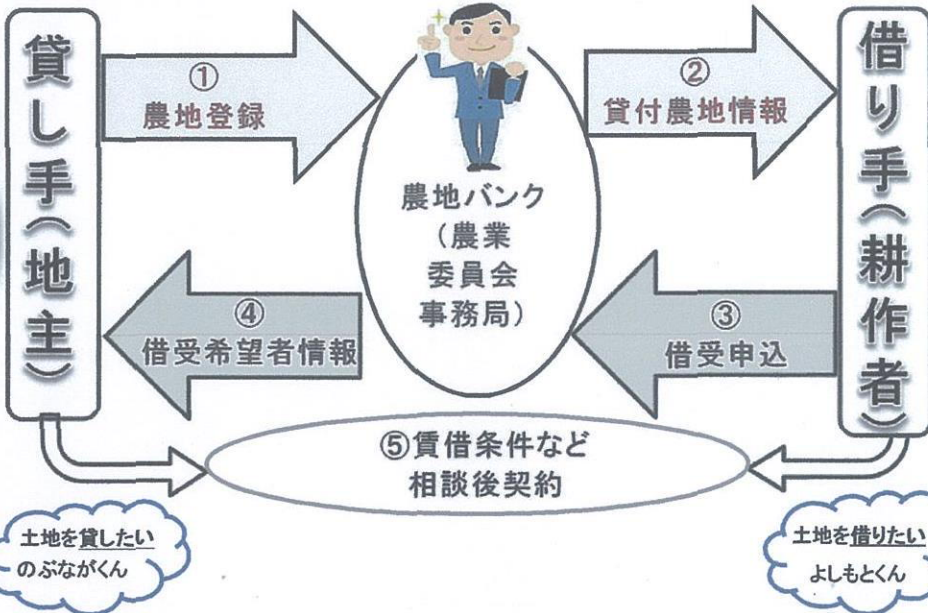 貸し手(地主)
①
農地登録
農地バンク
(農業
委員会
事務局)
②
貸付農地情報
借り手(耕作者)
④
借受希望者情報
③
借受申込
⑤賃借条件など
相談後契約
土地を貸したい
のぶながくん
土地を借りたい
よしもとくん